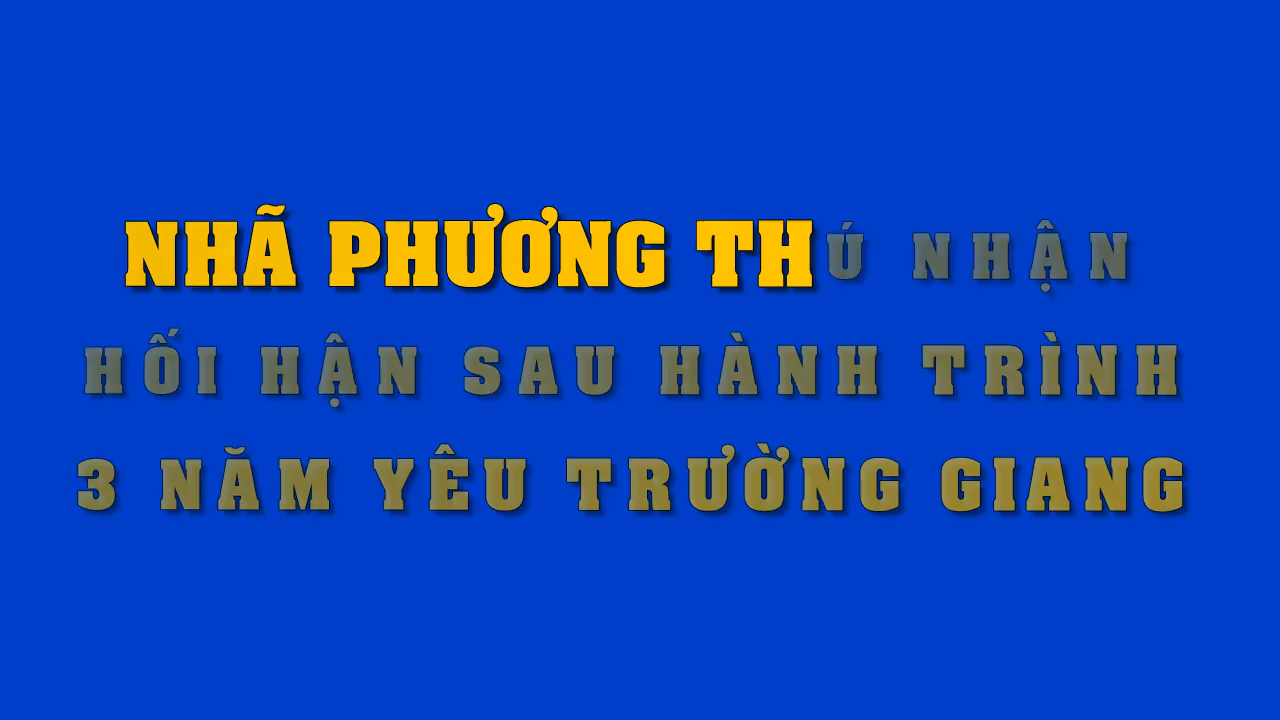 NHÃ PHƯƠNG THÚ NHẬN
HỐI HẬN SAU HÀNH TRÌNH
3 NĂM YÊU TRƯỜNG GIANG